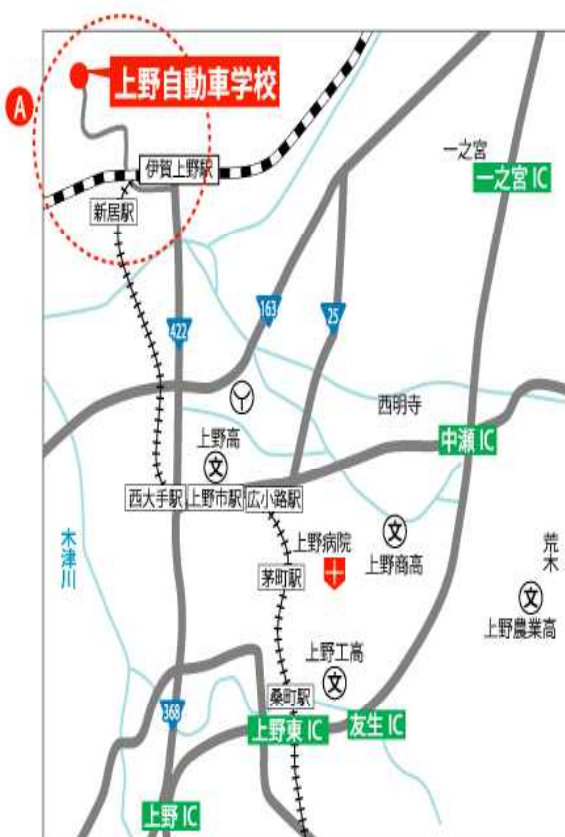 A
上野自動車学校
伊賀上野駅
新居駅
一之宮
一之宮 IC
163
25
422
西明寺
上野高
文
中瀬 IC
西大手駅
上野市駅
広小路駅
木津川
上野病院
文
上野商高
荒木
茅町駅
文
上野農業高
上野工高
文
桑町駅
368
上野東 IC
友生 IC
上野 IC